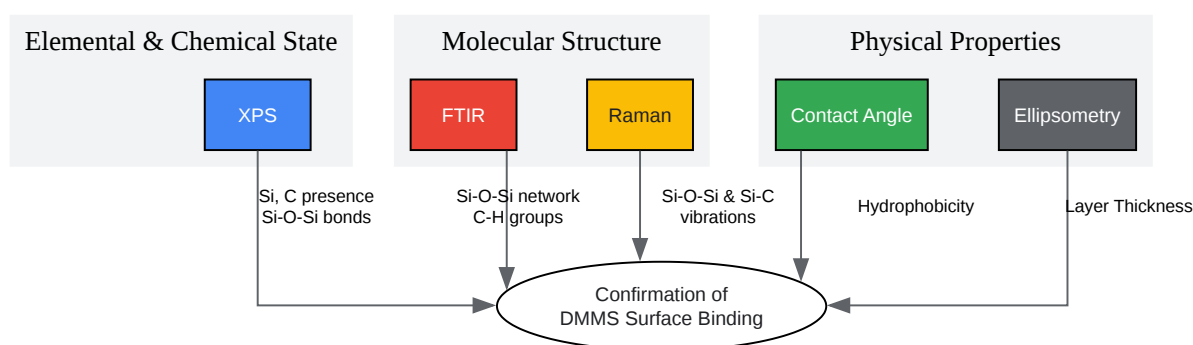 Elemental & Chemical State
Molecular Structure
Physical Properties
XPS
FTIR
Raman
Contact Angle
Ellipsometry
Si, C presence
Si-O-Si bonds
Si-O-Si network
C-H groups
Si-O-Si & Si-C
vibrations
Hydrophobicity
Layer Thickness
Confirmation of
DMMS Surface Binding